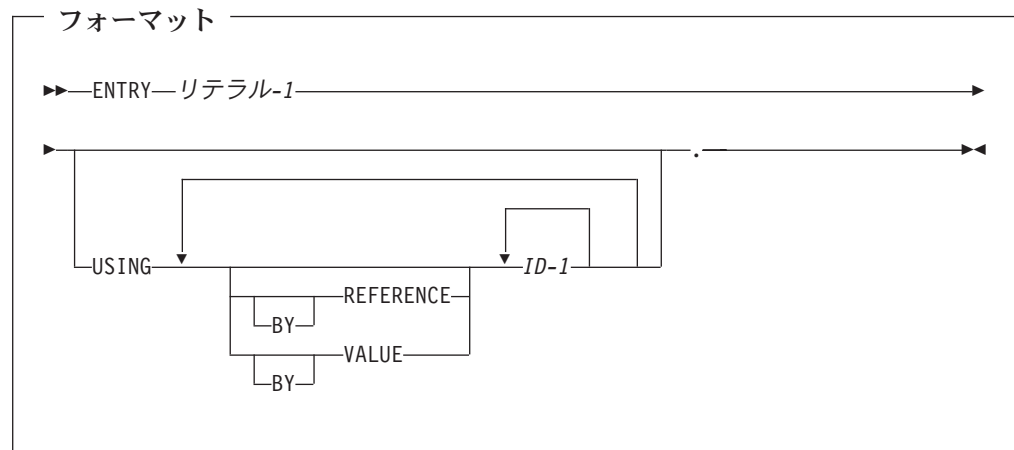 フォーマット
ENTRY リテラル-1
.
USING ID-1
REFERENCE
BY
VALUE
BY